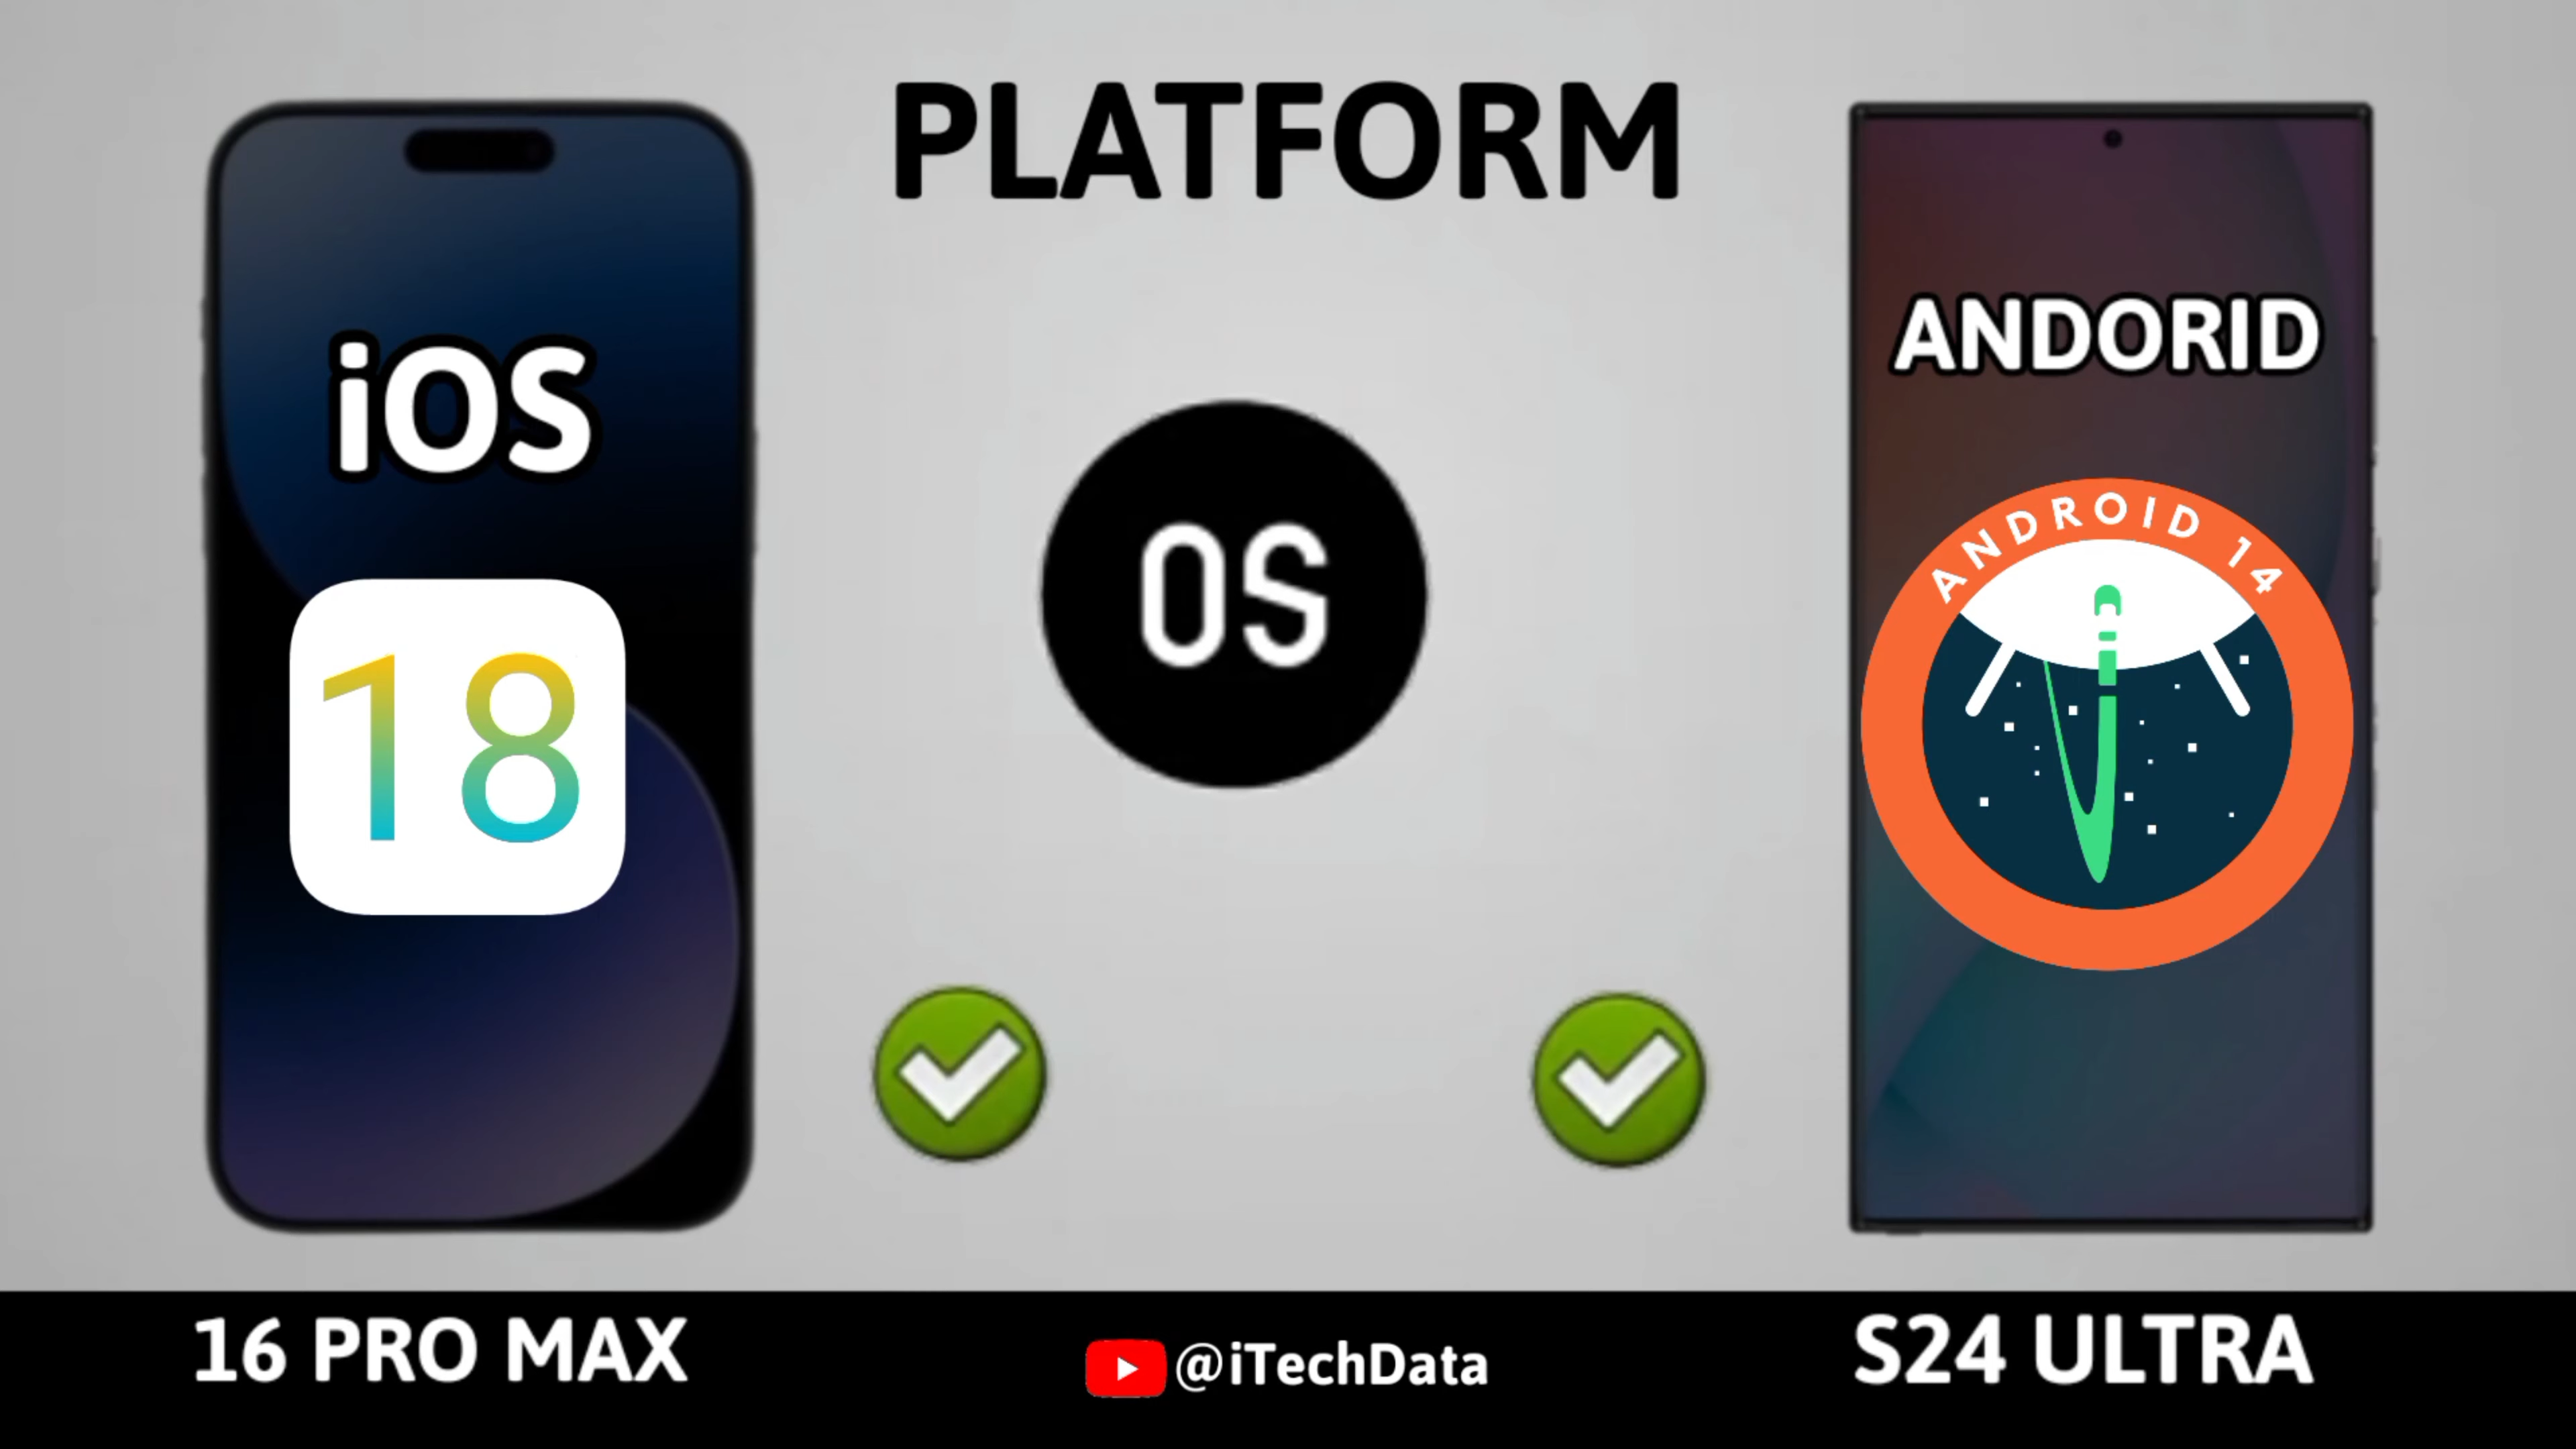 PLATFORM
iOS
18
OS
ANDORID
ANDROID 14
16 PRO MAX
@iTechData
S24 ULTRA